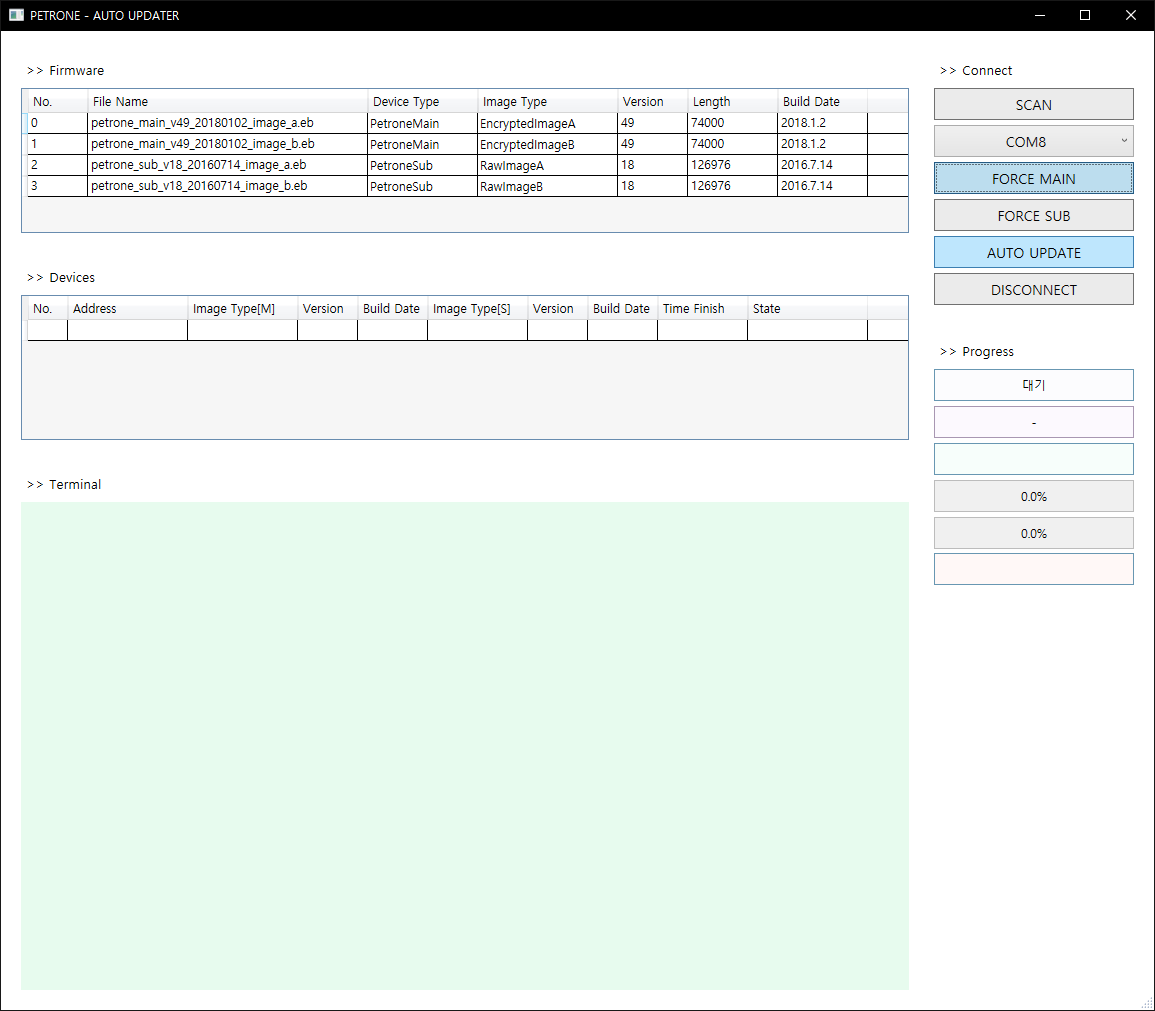 PETRONE - AUTO UPDATER
>> Firmware
No. File Name Device Type Image Type Version Length Build Date
0 petrone_main_v49_20180102_image_a.eb PetroneMain EncryptedImageA 49 74000 2018.1.2
1 petrone_main_v49_20180102_image_b.eb PetroneMain EncryptedImageB 49 74000 2018.1.2
2 petrone_sub_v18_20160714_image_a.eb PetroneSub RawImageA 18 126976 2016.7.14
3 petrone_sub_v18_20160714_image_b.eb PetroneSub RawImageB 18 126976 2016.7.14
>> Devices
No. Address Image Type[M] Version Build Date Image Type[S] Version Build Date Time Finish State
>> Terminal
>> Connect
SCAN
COM8
FORCE MAIN
FORCE SUB
AUTO UPDATE
DISCONNECT
>> Progress
대기
-
0.0%
0.0%